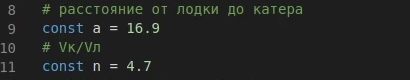 8 # расстояние от лодки до катера
9 const a = 16.9
10 # Vк/Vл
11 const n = 4.7